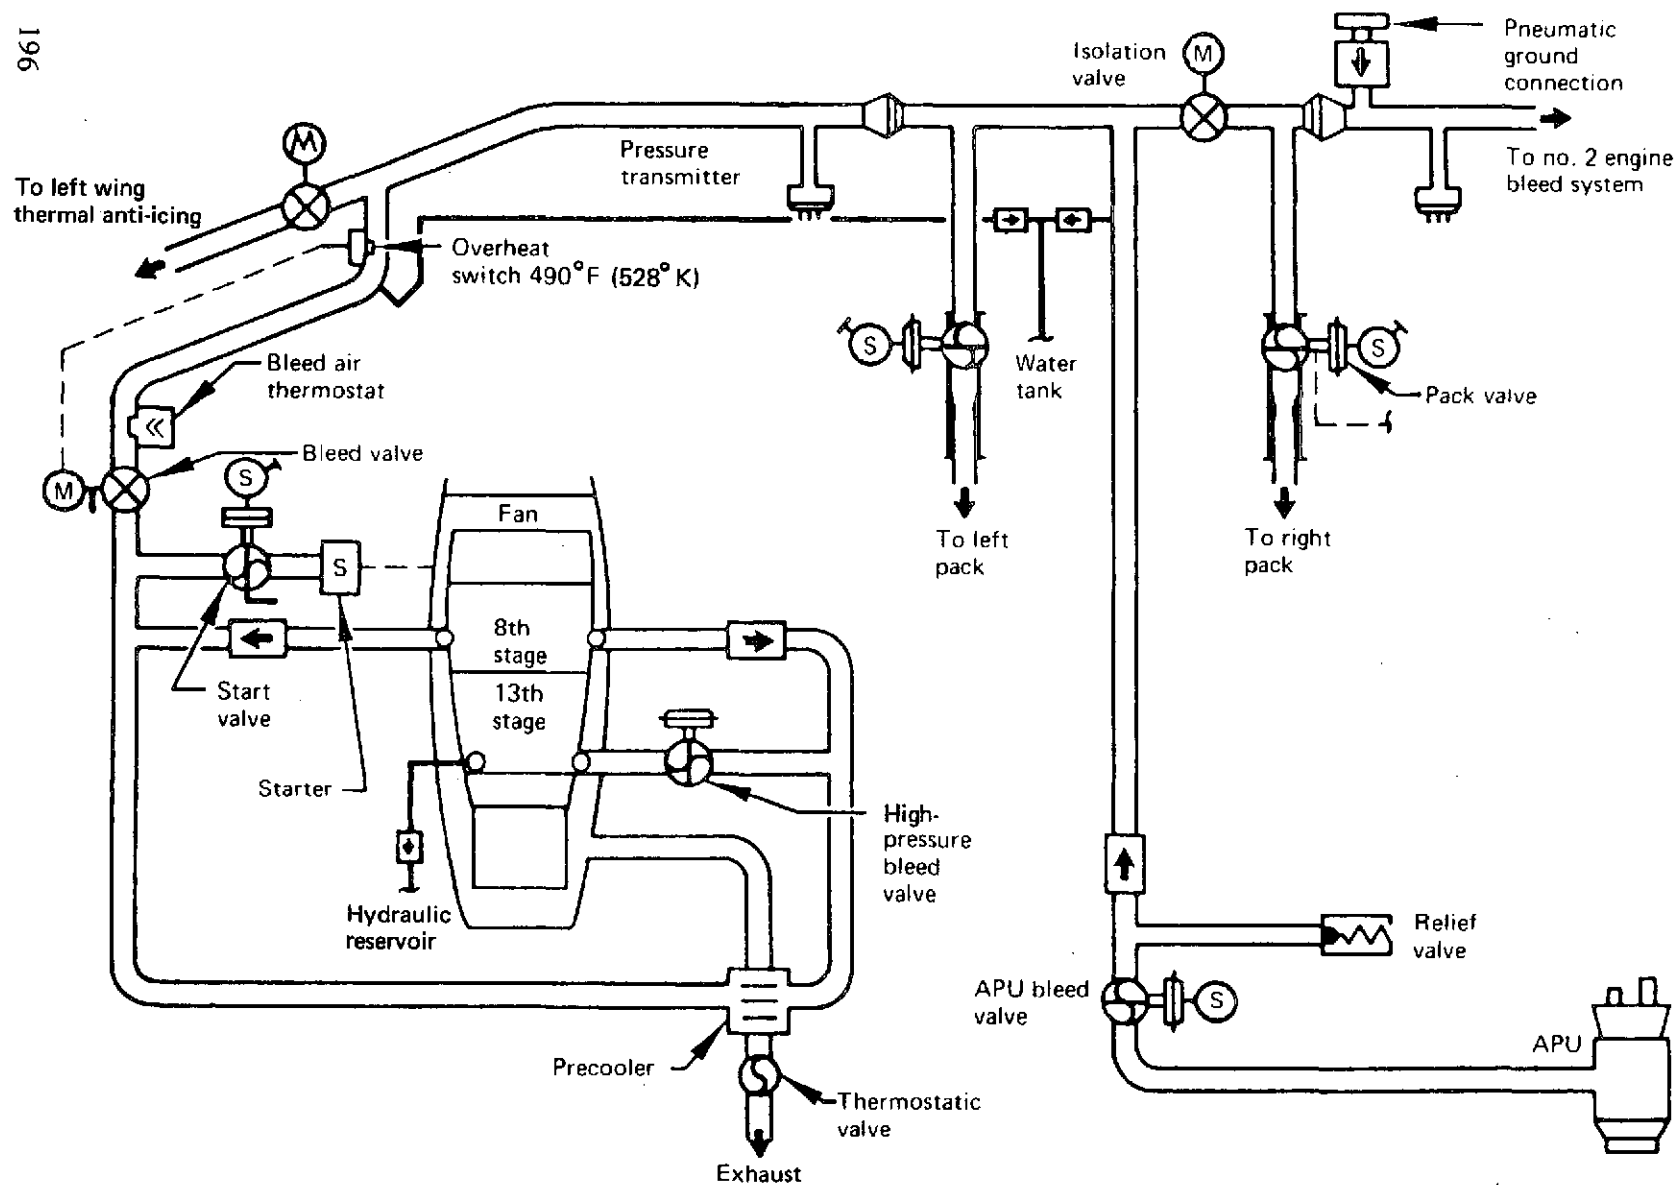 196
Isolation
valve
M
Pneumatic
ground
connection
To no. 2 engine
bleed system
M
Pressure
transmitter
To left wing
thermal anti-icing
Overheat
switch 490°F (528°K)
Bleed air
thermostat
S
Water
tank
S
Pack valve
Bleed valve
M
S
Fan
To left
pack
To right
pack
S
8th
stage
13th
stage
Start
valve
Starter
High-
pressure
bleed
valve
Hydraulic
reservoir
Relief
valve
APU bleed
valve
S
APU
Precooler
Thermostatic
valve
Exhaust